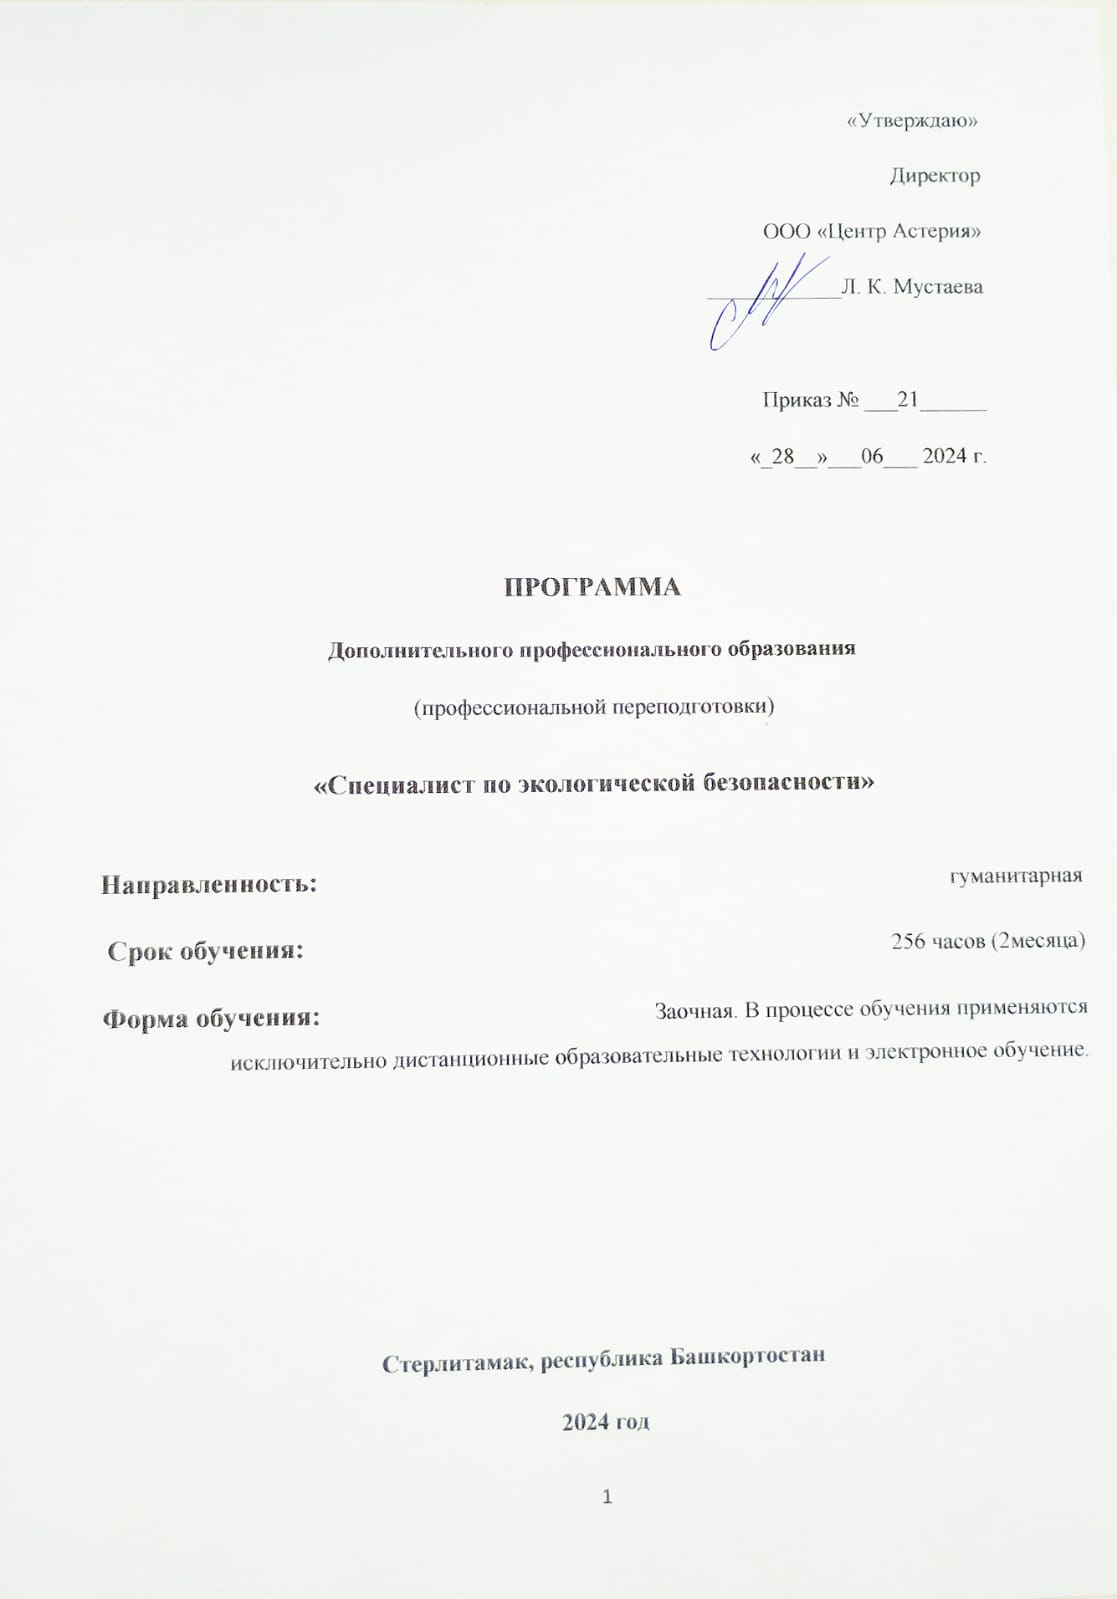 «Утверждаю»
Директор
ООО «Центр Астерия»
____________Л. К. Мустаева
Приказ № ___21______
«_28__»___06___ 2024 г.
ПРОГРАММА
Дополнительного профессионального образования
(профессиональной переподготовки)
«Специалист по экологической безопасности»
Направленность: гуманитарная
Срок обучения: 256 часов (2месяца)
Форма обучения: Заочная. В процессе обучения применяются
исключительно дистанционные образовательные технологии и электронное обучение.
Стерлитамак, республика Башкортостан
2024 год
1